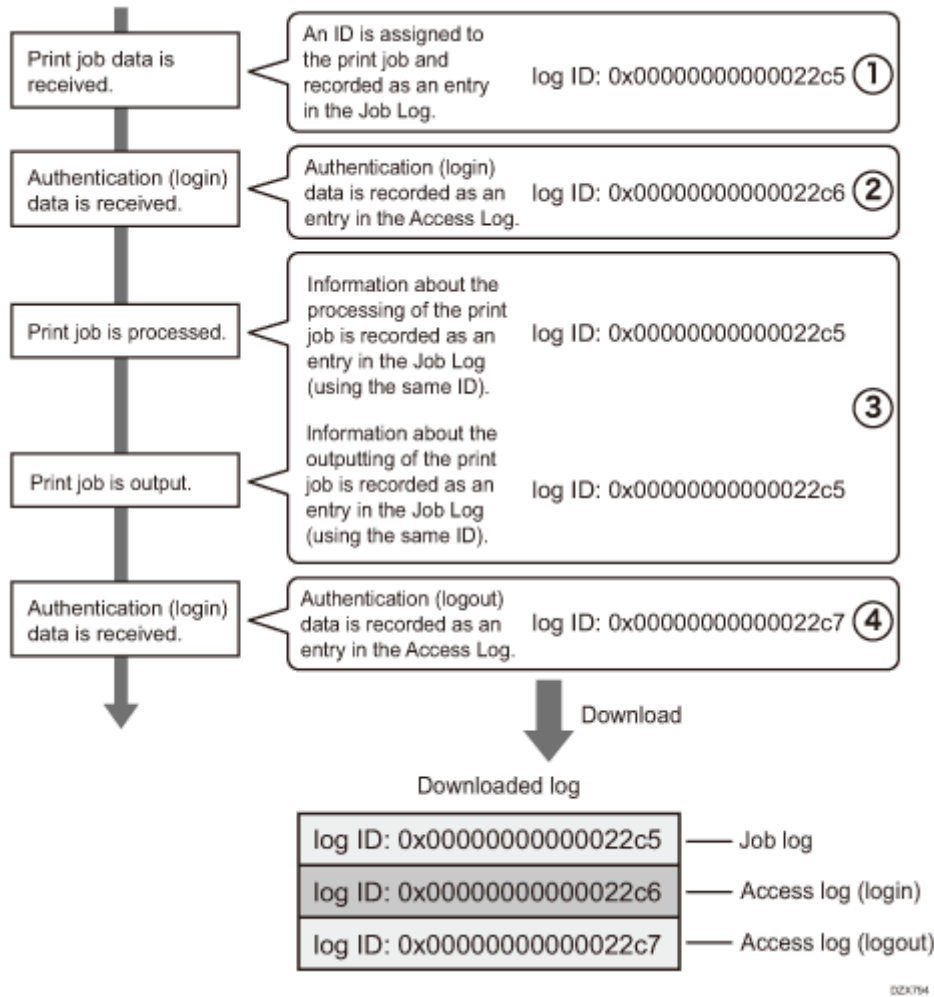 Print job data is
received.
An ID is assigned to
the print job and
recorded as an entry
in the Job Log.
log ID: 0x00000000000022c5 ①
Authentication (login)
data is received.
Authentication (login)
data is recorded as an
entry in the Access Log.
log ID: 0x00000000000022c6 ②
Print job is processed.
Information about the
processing of the print
job is recorded as an
entry in the Job Log
(using the same ID).
log ID: 0x00000000000022c5
③
Print job is output.
Information about the
outputting of the print
job is recorded as an
entry in the Job Log
(using the same ID).
log ID: 0x00000000000022c5
Authentication (login)
data is received.
Authentication (logout)
data is recorded as an
entry in the Access Log.
log ID: 0x00000000000022c7 ④
Download
Downloaded log
log ID: 0x00000000000022c5 Job log
log ID: 0x00000000000022c6 Access log (login)
log ID: 0x00000000000022c7 Access log (logout)
DZX794